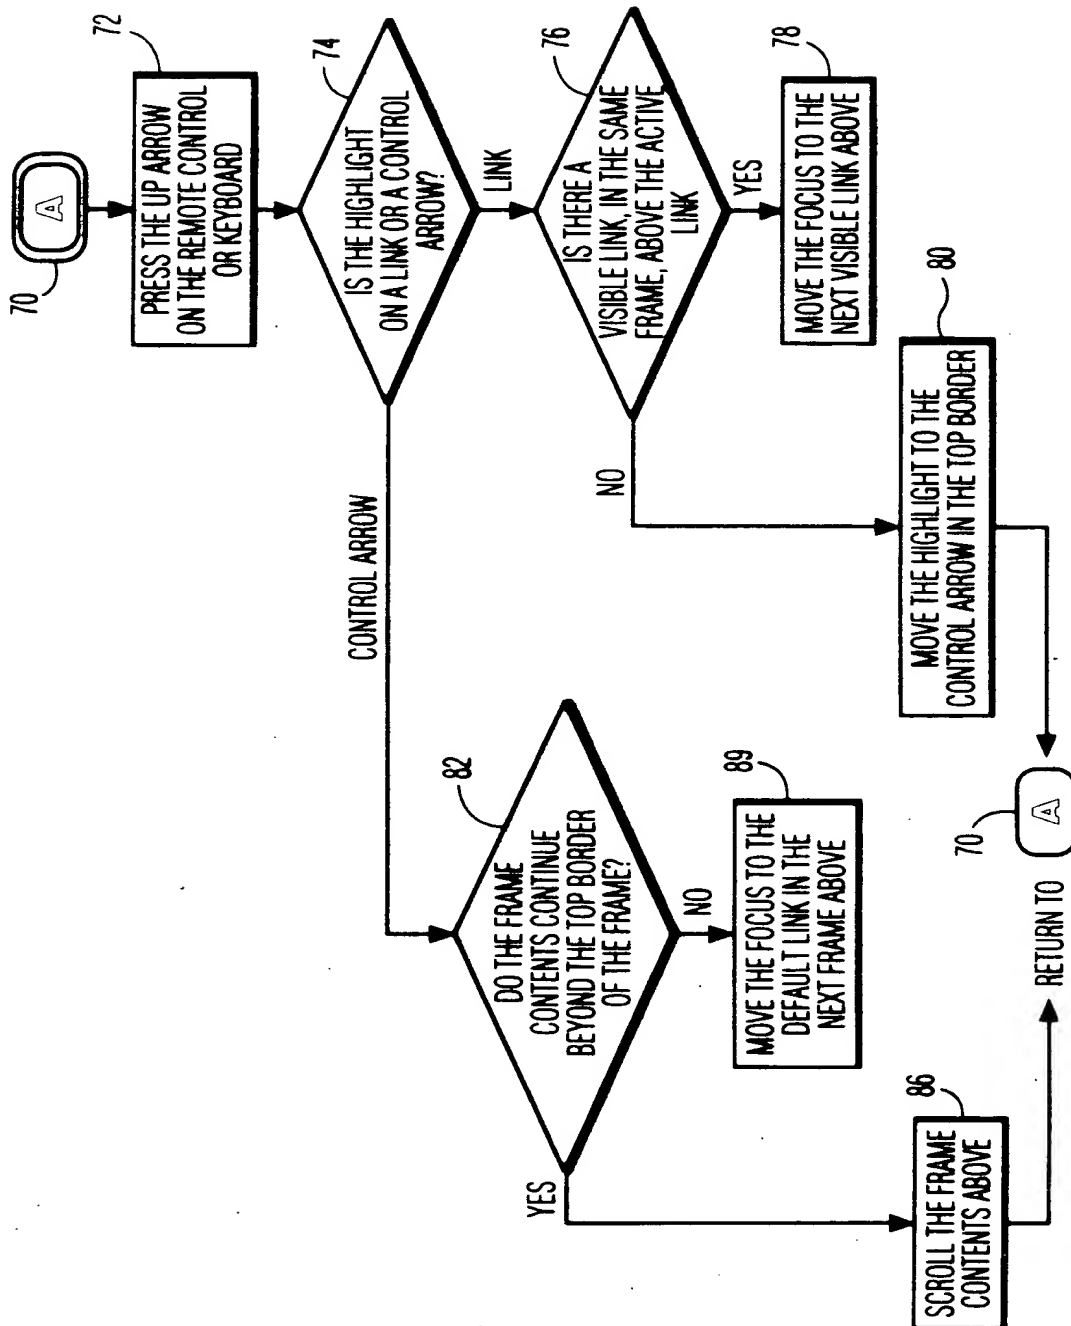 70
A
72
PRESS THE UP ARROW
ON THE REMOTE CONTROL
OR KEYBOARD
74
IS THE HIGHLIGHT
ON A LINK OR A CONTROL
ARROW?
LINK
CONTROL ARROW
76
IS THERE A
VISIBLE LINK, IN THE SAME
FRAME, ABOVE THE ACTIVE
LINK
YES
78
MOVE THE FOCUS TO THE
NEXT VISIBLE LINK ABOVE
NO
80
MOVE THE HIGHLIGHT TO THE
CONTROL ARROW IN THE TOP BORDER
82
DO THE FRAME
CONTENTS CONTINUE
BEYOND THE TOP BORDER
OF THE FRAME?
NO
89
MOVE THE FOCUS TO THE
DEFAULT LINK IN THE
NEXT FRAME ABOVE
YES
86
SCROLL THE FRAME
CONTENTS ABOVE
RETURN TO
70
A